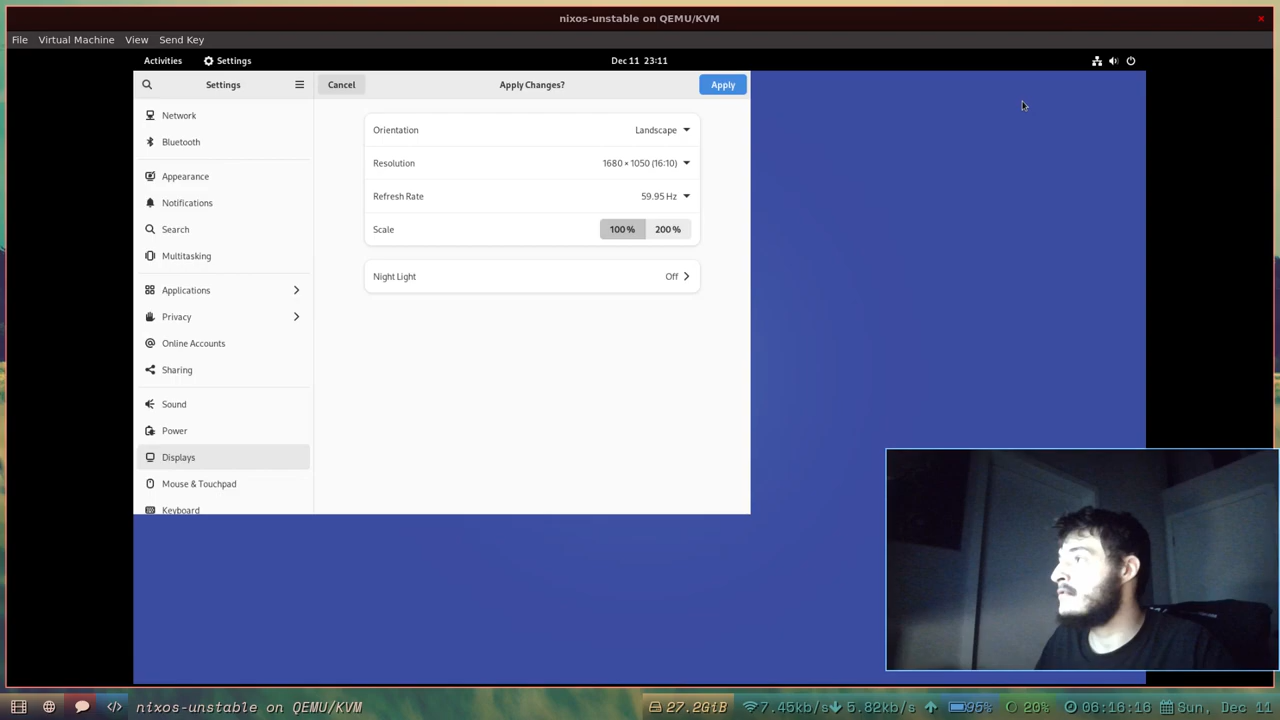 nixos-unstable on QEMU/KVM
File Virtual Machine View Send Key
Activities Settings Dec 11 23:11
Settings Cancel Apply Changes? Apply
Network
Bluetooth
Appearance
Notifications
Search
Multitasking
Applications
Privacy
Online Accounts
Sharing
Sound
Power
Displays
Mouse & Touchpad
Keyboard
Orientation Landscape
Resolution 1680 × 1050 (16:10)
Refresh Rate 59.95 Hz
Scale 100 % 200 %
Night Light Off
nixos-unstable on QEMU/KVM 27.2GiB 7.45kb/s 5.82kb/s 95% 20% 06:16:16 Sun, Dec 11